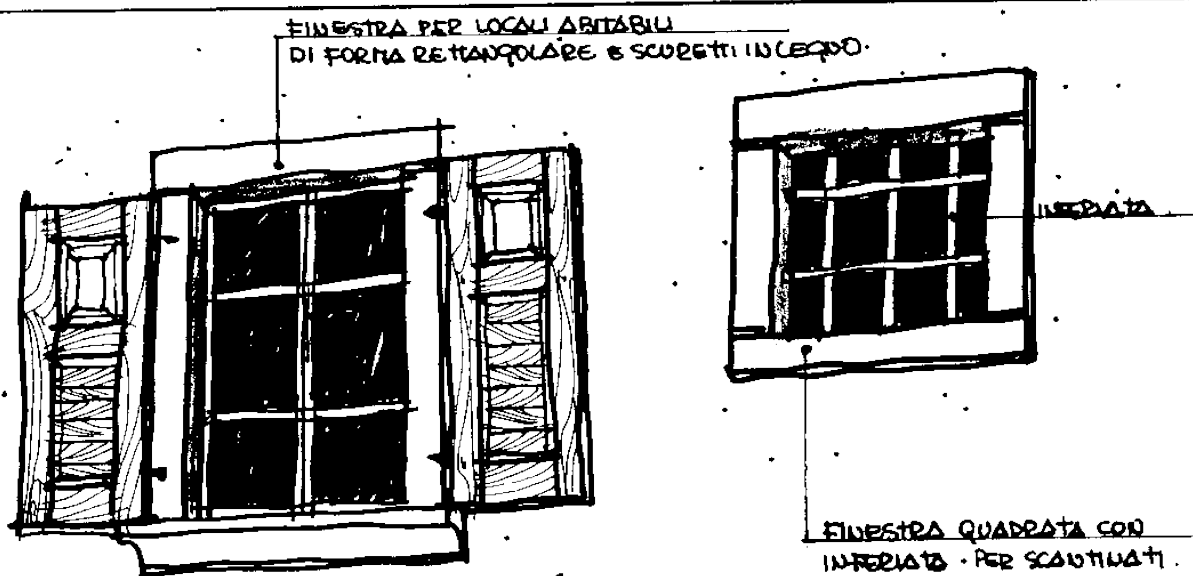 FINESTRA PER LOCALI ABITABILI
DI FORMA RETTANGOLARE E SCURETTI IN LEGNO.
INFERIATA
FINESTRA QUADRATA CON
INFERIATA. PER SCANTINATI.